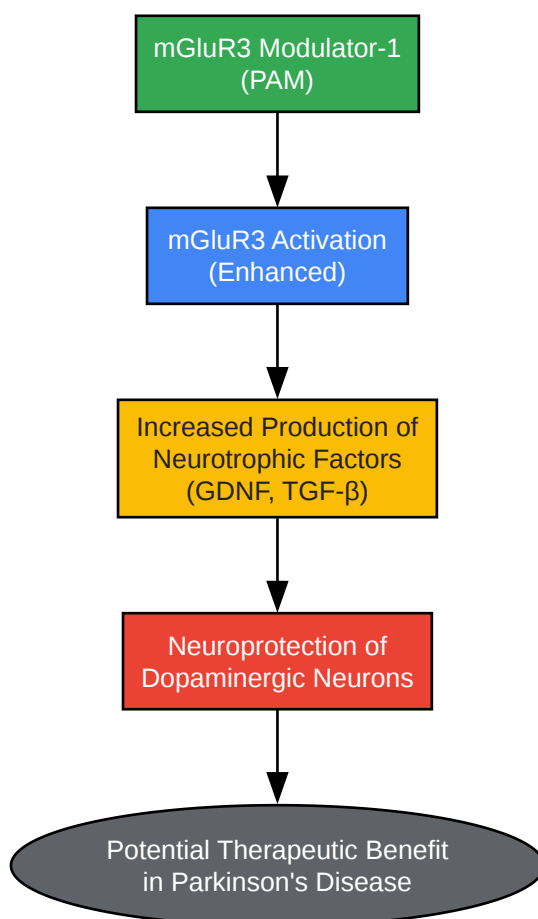 mGluR3 Modulator-1
(PAM)
mGluR3 Activation
(Enhanced)
Increased Production of
Neurotrophic Factors
(GDNF, TGF-β)
Neuroprotection of
Dopaminergic Neurons
Potential Therapeutic Benefit
in Parkinson's Disease